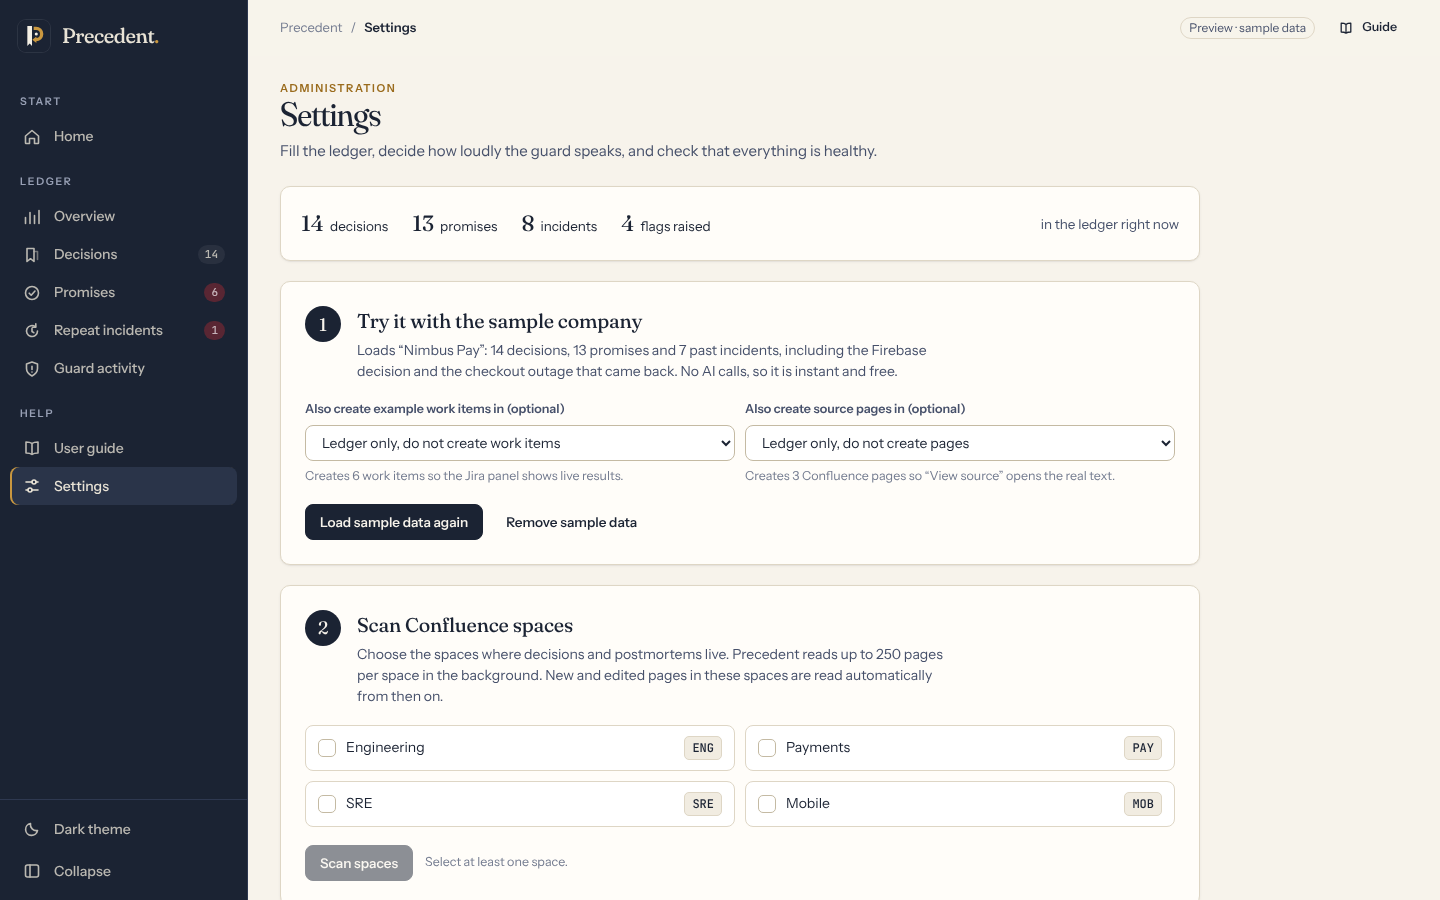 Precedent.
START
Home
LEDGER
Overview
Decisions 14
Promises 6
Repeat incidents 1
Guard activity
HELP
User guide
Settings
Dark theme
Collapse
Precedent / Settings
Preview · sample data
Guide
ADMINISTRATION
Settings
Fill the ledger, decide how loudly the guard speaks, and check that everything is healthy.
14 decisions 13 promises 8 incidents 4 flags raised in the ledger right now
1 Try it with the sample company
Loads “Nimbus Pay”: 14 decisions, 13 promises and 7 past incidents, including the Firebase
decision and the checkout outage that came back. No AI calls, so it is instant and free.
Also create example work items in (optional)
Ledger only, do not create work items
Creates 6 work items so the Jira panel shows live results.
Also create source pages in (optional)
Ledger only, do not create pages
Creates 3 Confluence pages so “View source” opens the real text.
Load sample data again
Remove sample data
2 Scan Confluence spaces
Choose the spaces where decisions and postmortems live. Precedent reads up to 250 pages
per space in the background. New and edited pages in these spaces are read automatically
from then on.
Engineering ENG
Payments PAY
SRE SRE
Mobile MOB
Scan spaces
Select at least one space.